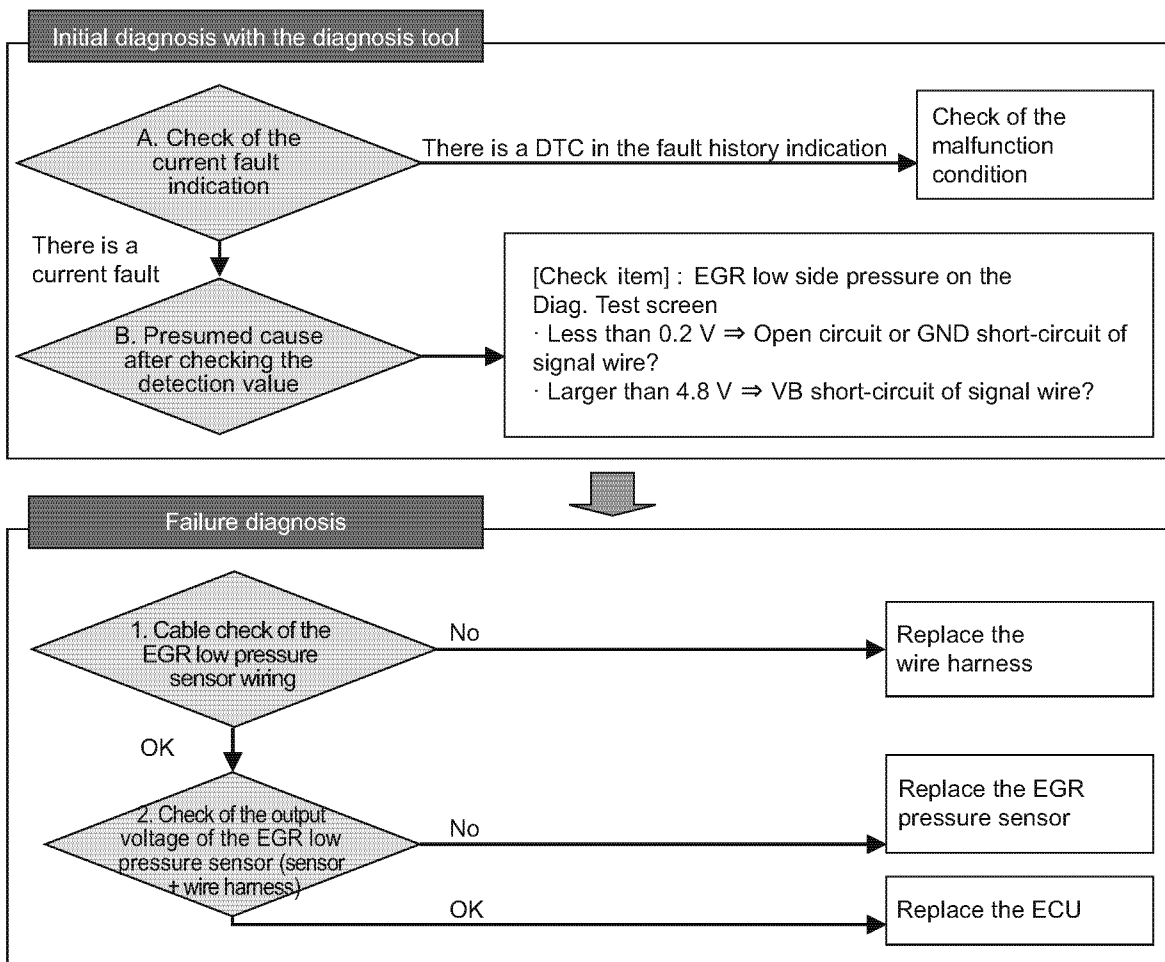 Initial diagnosis with the diagnosis tool
A. Check of the
current fault
indication
There is a DTC in the fault history indication
Check of the
malfunction
condition
There is a
current fault
B. Presumed cause
after checking the
detection value
[Check item] : EGR low side pressure on the
Diag. Test screen
· Less than 0.2 V ⇒ Open circuit or GND short-circuit of
signal wire?
· Larger than 4.8 V ⇒ VB short-circuit of signal wire?
Failure diagnosis
1. Cable check of the
EGR low pressure
sensor wiring
No
Replace the
wire harness
OK
2. Check of the output
voltage of the EGR low
pressure sensor (sensor
+ wire harness)
No
Replace the EGR
pressure sensor
OK
Replace the ECU